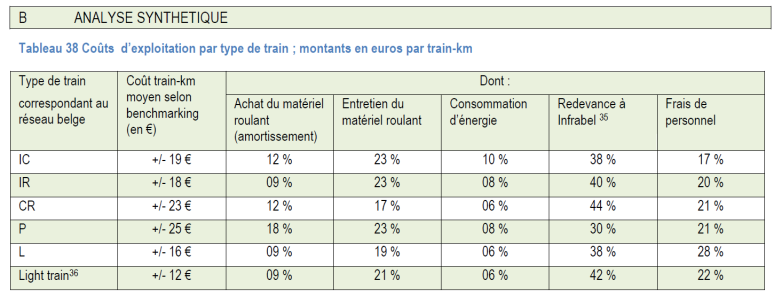 B ANALYSE SYNTHETIQUE
Tableau 38 Coûts d’exploitation par type de train ; montants en euros par train-km
Type de train correspondant au réseau belge | Coût train-km moyen selon benchmarking (en €) | Dont :
Achat du matériel roulant (amortissement) | Entretien du matériel roulant | Consommation d’énergie | Redevance à Infrabel 35 | Frais de personnel
IC | +/- 19 € | 12 % | 23 % | 10 % | 38 % | 17 %
IR | +/- 18 € | 09 % | 23 % | 08 % | 40 % | 20 %
CR | +/- 23 € | 12 % | 17 % | 06 % | 44 % | 21 %
P | +/- 25 € | 18 % | 23 % | 08 % | 30 % | 21 %
L | +/- 16 € | 09 % | 19 % | 06 % | 38 % | 28 %
Light train36 | +/- 12 € | 09 % | 21 % | 06 % | 42 % | 22 %